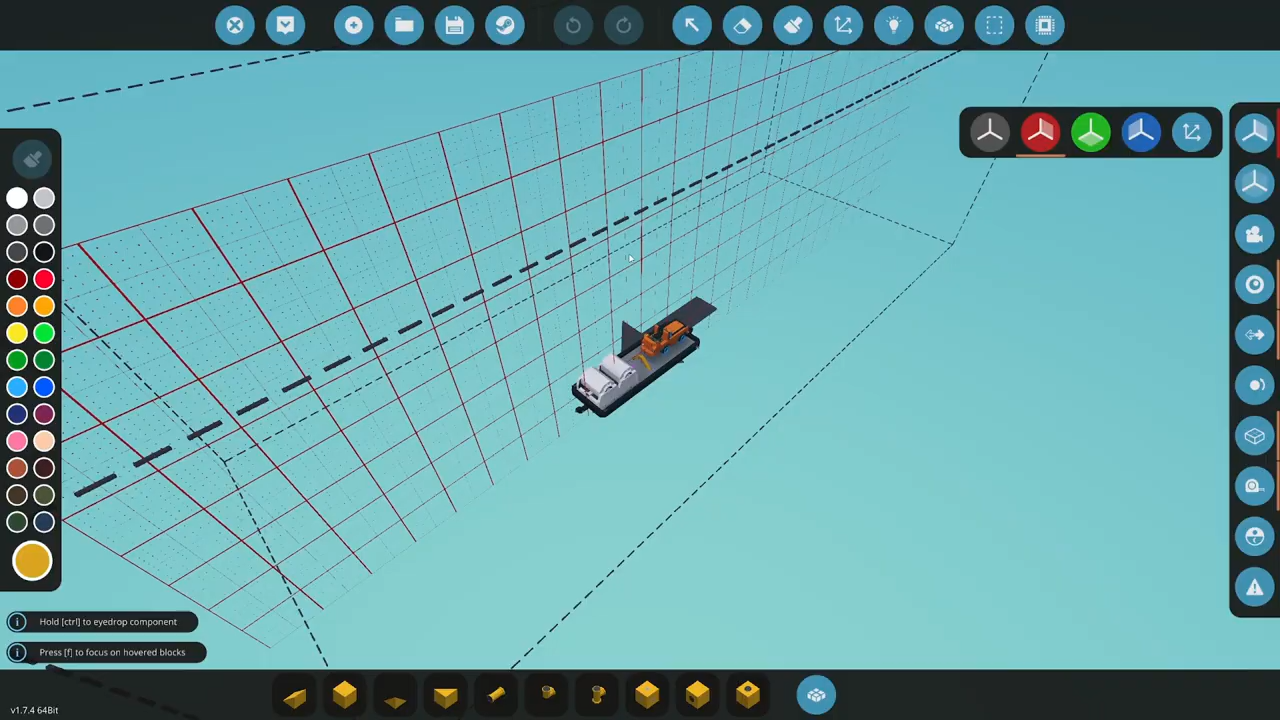 Hold [ctrl] to eyedrop component
Press [f] to focus on hovered blocks
v1.7.4 64Bit